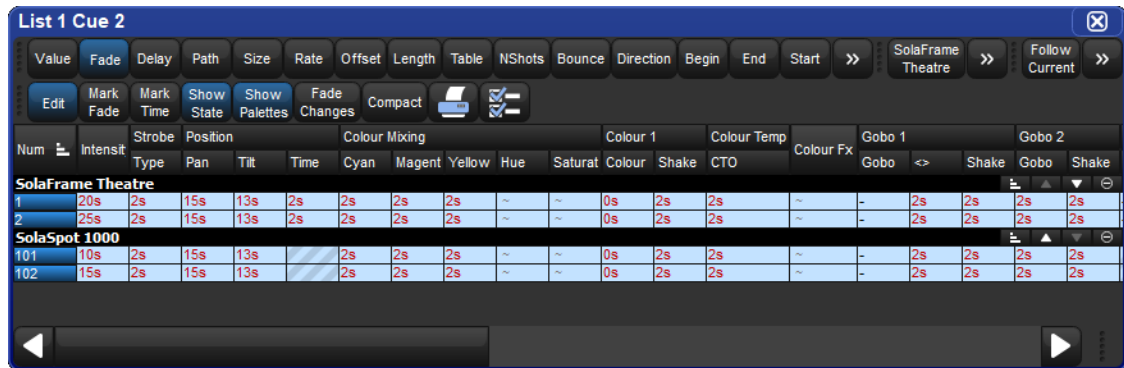 List 1 Cue 2
Value Fade Delay Path Size Rate Offset Length Table NShots Bounce Direction Begin End Start » SolaFrame Theatre » Follow Current »
Edit Mark Fade Mark Time Show State Show Palettes Fade Changes Compact
Num Intensit Strobe Position Colour Mixing Colour 1 Colour Temp Colour Fx Gobo 1 Gobo 2
Type Pan Tilt Time Cyan Magent Yellow Hue Saturat Colour Shake CTO Gobo <> Shake Gobo Shake
SolaFrame Theatre
1 20s 2s 15s 13s 2s 2s 2s 2s ~ ~ 0s 2s 2s ~ - 2s 2s 2s 2s
2 25s 2s 15s 13s 2s 2s 2s 2s ~ ~ 0s 2s 2s ~ - 2s 2s 2s 2s
SolaSpot 1000
101 10s 2s 15s 13s 2s 2s 2s ~ ~ 0s 2s 2s ~ - 2s 2s 2s 2s
102 15s 2s 15s 13s 2s 2s 2s ~ ~ 0s 2s 2s ~ - 2s 2s 2s 2s